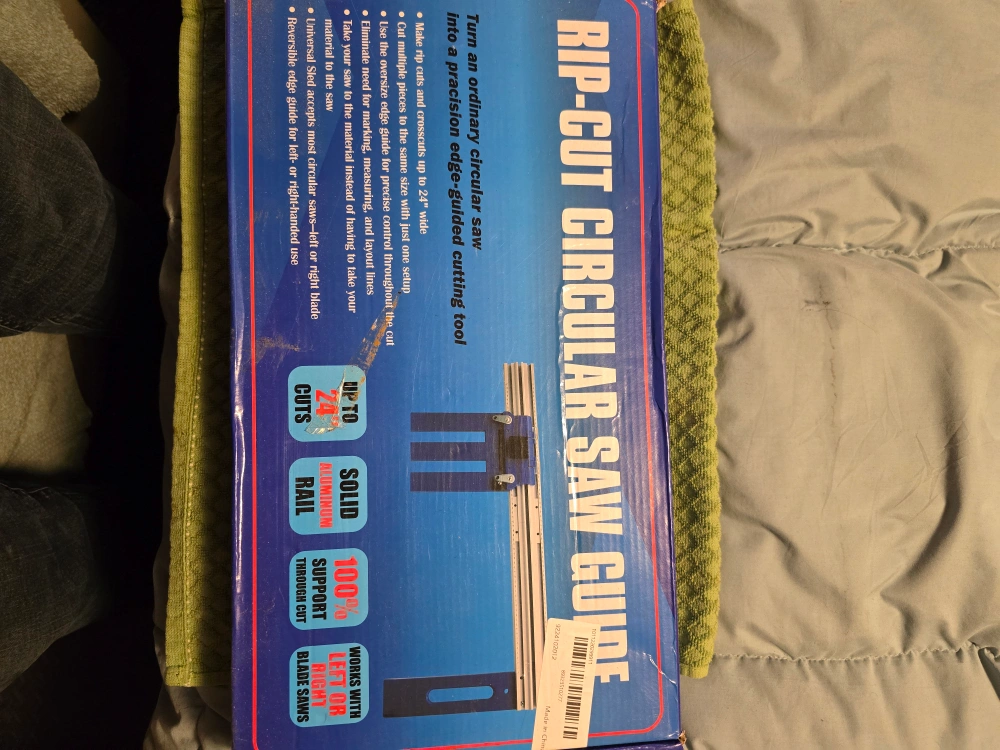 RIP-CUT CIRCULAR SAW GUIDE
Turn an ordinary circular saw
into a pracision edge-guided cutting tool
• Make rip cuts and crosscuts up to 24" wide
• Cut multiple pieces to the same size with just one setup
• Use the oversize edge guide for precise control throughout the cut
• Eliminate need for marking, measuring, and layout lines
• Take your saw to the material instead of having to take your
material to the saw
• Universal Sled accepts most circular saws—left or right blade
• Reversible edge guide for left- or right-handed use
UP TO
24"
CUTS
SOLID
ALUMINUM
RAIL
100%
SUPPORT
THROUGH CUT
WORKS WITH
LEFT OR
RIGHT
BLADE SAWS
Made in China